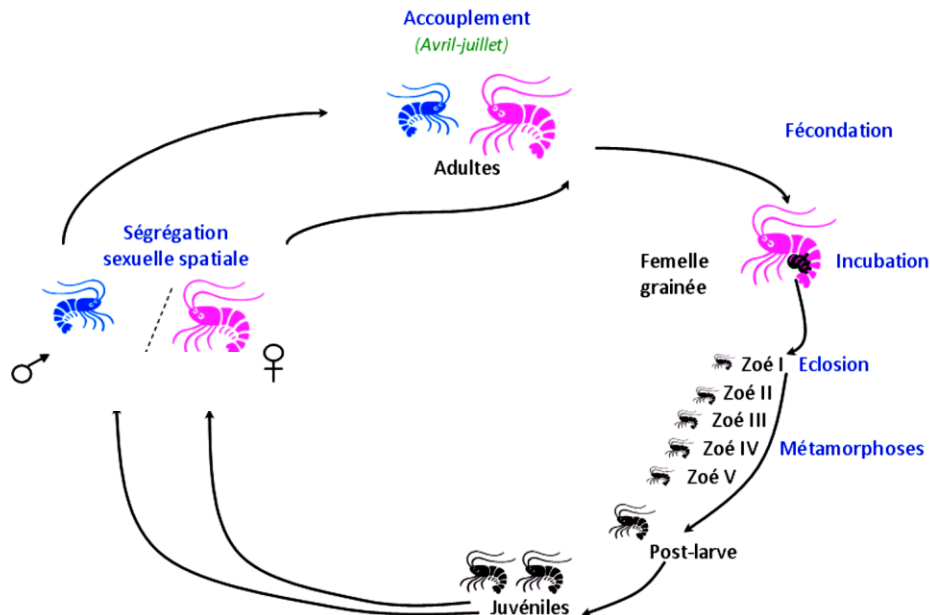 Accouplement
(Avril-juillet)
Adultes
Fécondation
Ségrégation
sexuelle spatiale
Femelle
grainée
Incubation
Zoé I
Eclosion
Zoé II
Zoé III
Zoé IV
Métamorphoses
Zoé V
Post-larve
Juvéniles